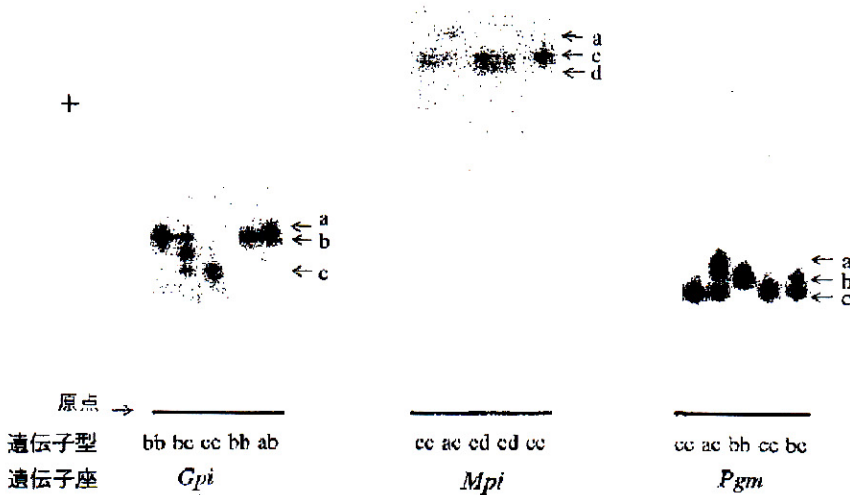 ← a
← c
← d
+
← a
← b
← c
← a
← b
← c
原点 →
遺伝子型 bb bc cc bb ab cc ac cd cd cc cc ac bb cc bc
遺伝子座 Gpi Mpi Pgm